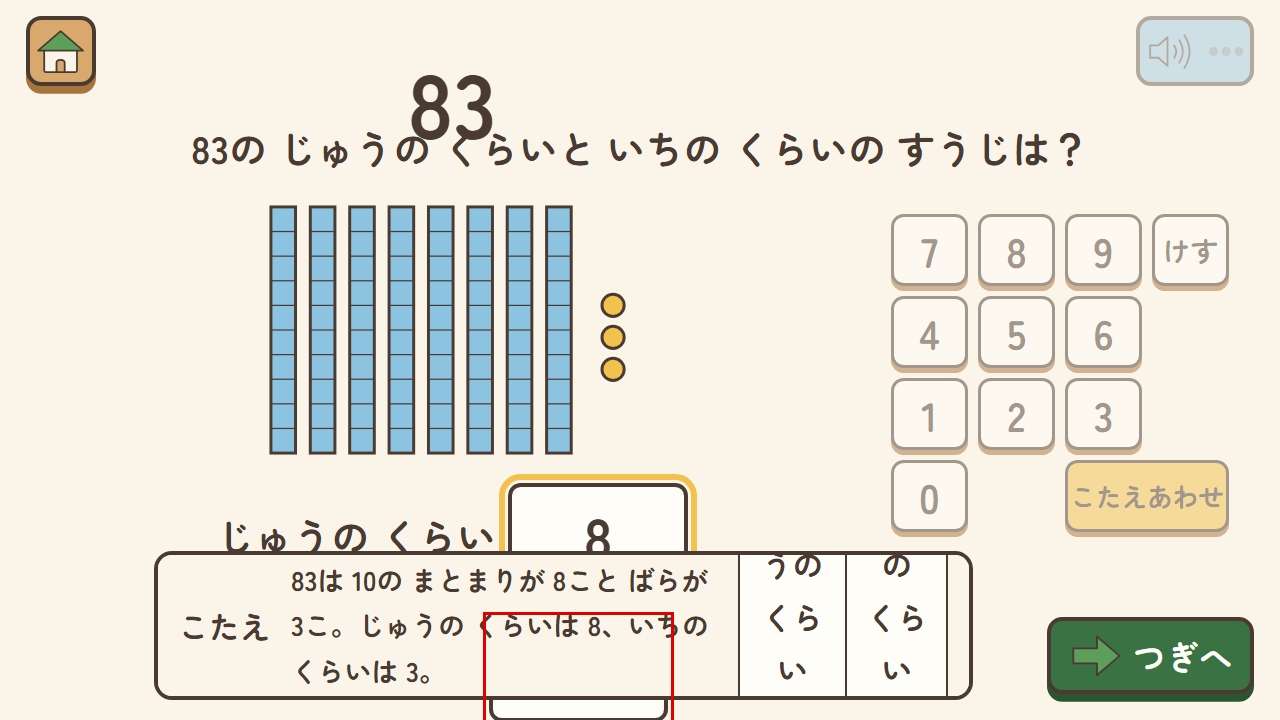 83
83の じゅうの くらいと いちの くらいの すうじは？
7 8 9 けす
4 5 6
1 2 3
0 こたえあわせ
じゅうの くらい 8
こたえ
83は 10の まとまりが 8こと ばらが
3こ。じゅうの くらいは 8、いちの
くらいは 3。
うの
くら
い
の
くら
い
つぎへ